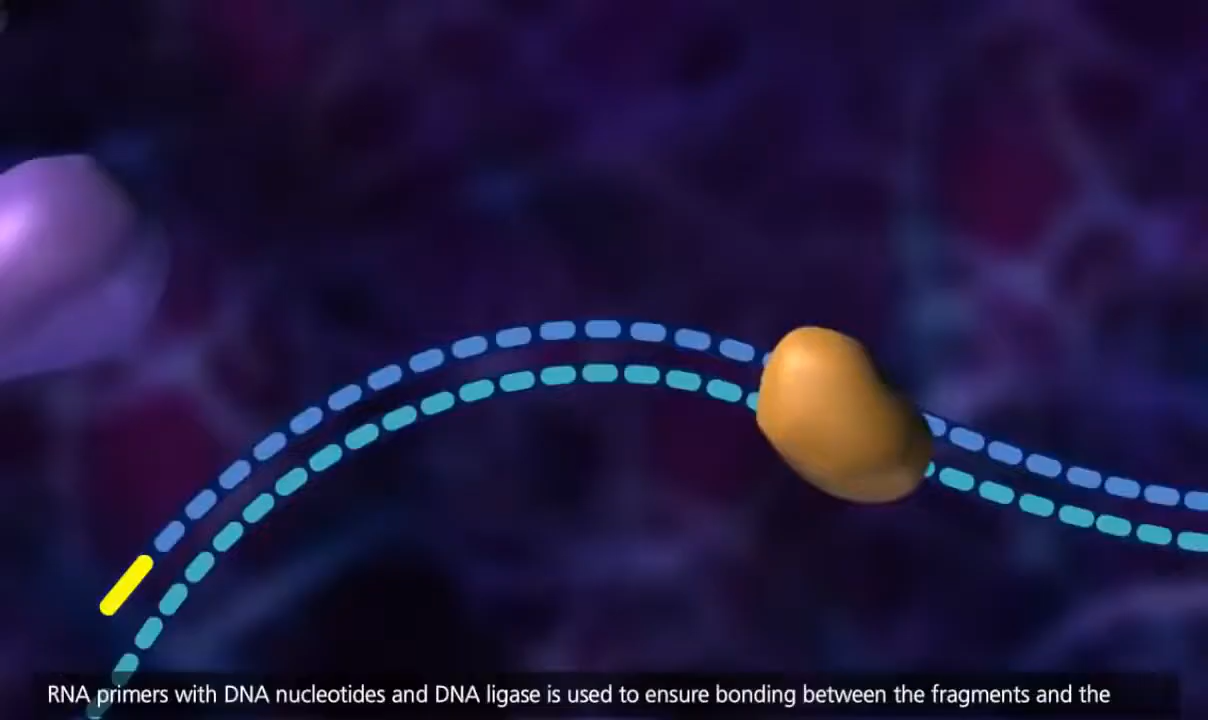 RNA primers with DNA nucleotides and DNA ligase is used to ensure bonding between the fragments and the